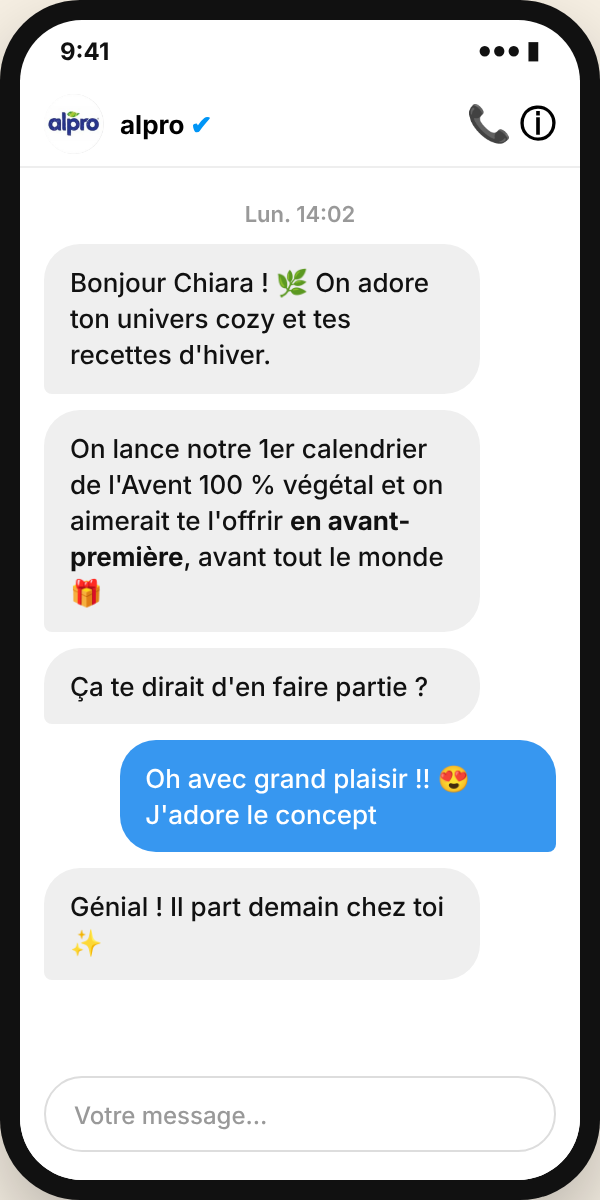 9:41
alpro
alpro ✔
Lun. 14:02
Bonjour Chiara ! 🌿 On adore
ton univers cozy et tes
recettes d'hiver.
On lance notre 1er calendrier
de l'Avent 100 % végétal et on
aimerait te l'offrir en avant-
première, avant tout le monde
🎁
Ça te dirait d'en faire partie ?
Oh avec grand plaisir !! 😍
J'adore le concept
Génial ! Il part demain chez toi
✨
Votre message...